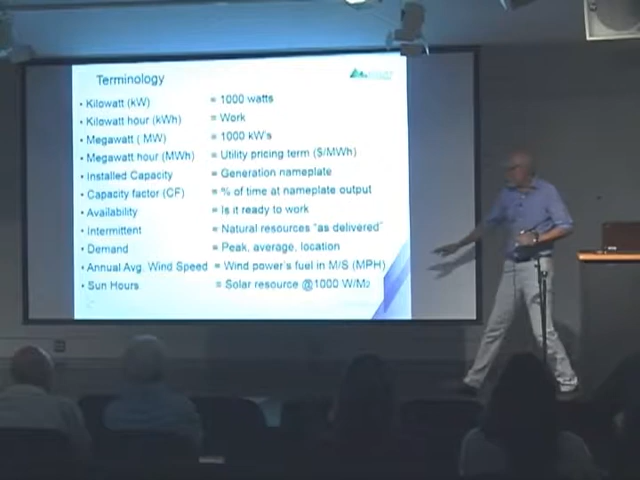 Terminology
• Kilowatt (kW) = 1000 watts
• Kilowatt hour (kWh) = Work
• Megawatt ( MW) = 1000 kW's
• Megawatt hour (MWh) = Utility pricing term ($/MWh)
• Installed Capacity = Generation nameplate
• Capacity factor (CF) = % of time at nameplate output
• Availability = Is it ready to work
• Intermittent = Natural resources "as delivered"
• Demand = Peak, average, location
• Annual Avg. Wind Speed = Wind power's fuel in M/S (MPH)
• Sun Hours = Solar resource @1000 W/M2